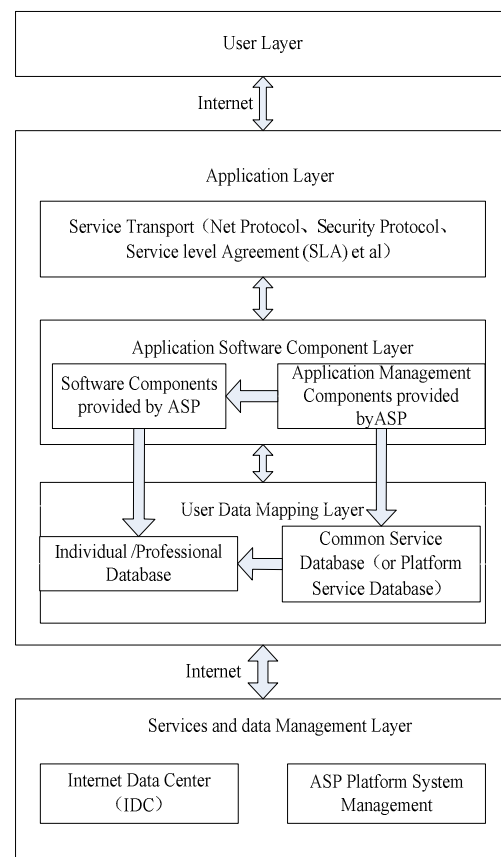 User Layer
Internet
Application Layer
Service Transport（Net Protocol、Security Protocol、
Service level Agreement (SLA) et al）
Application Software Component Layer
Software Components
provided by ASP
Application Management
Components provided
byASP
User Data Mapping Layer
Individual /Professional
Database
Common Service
Database（or Platform
Service Database）
Internet
Services and data Management Layer
Internet Data Center
（IDC）
ASP Platform System
Management